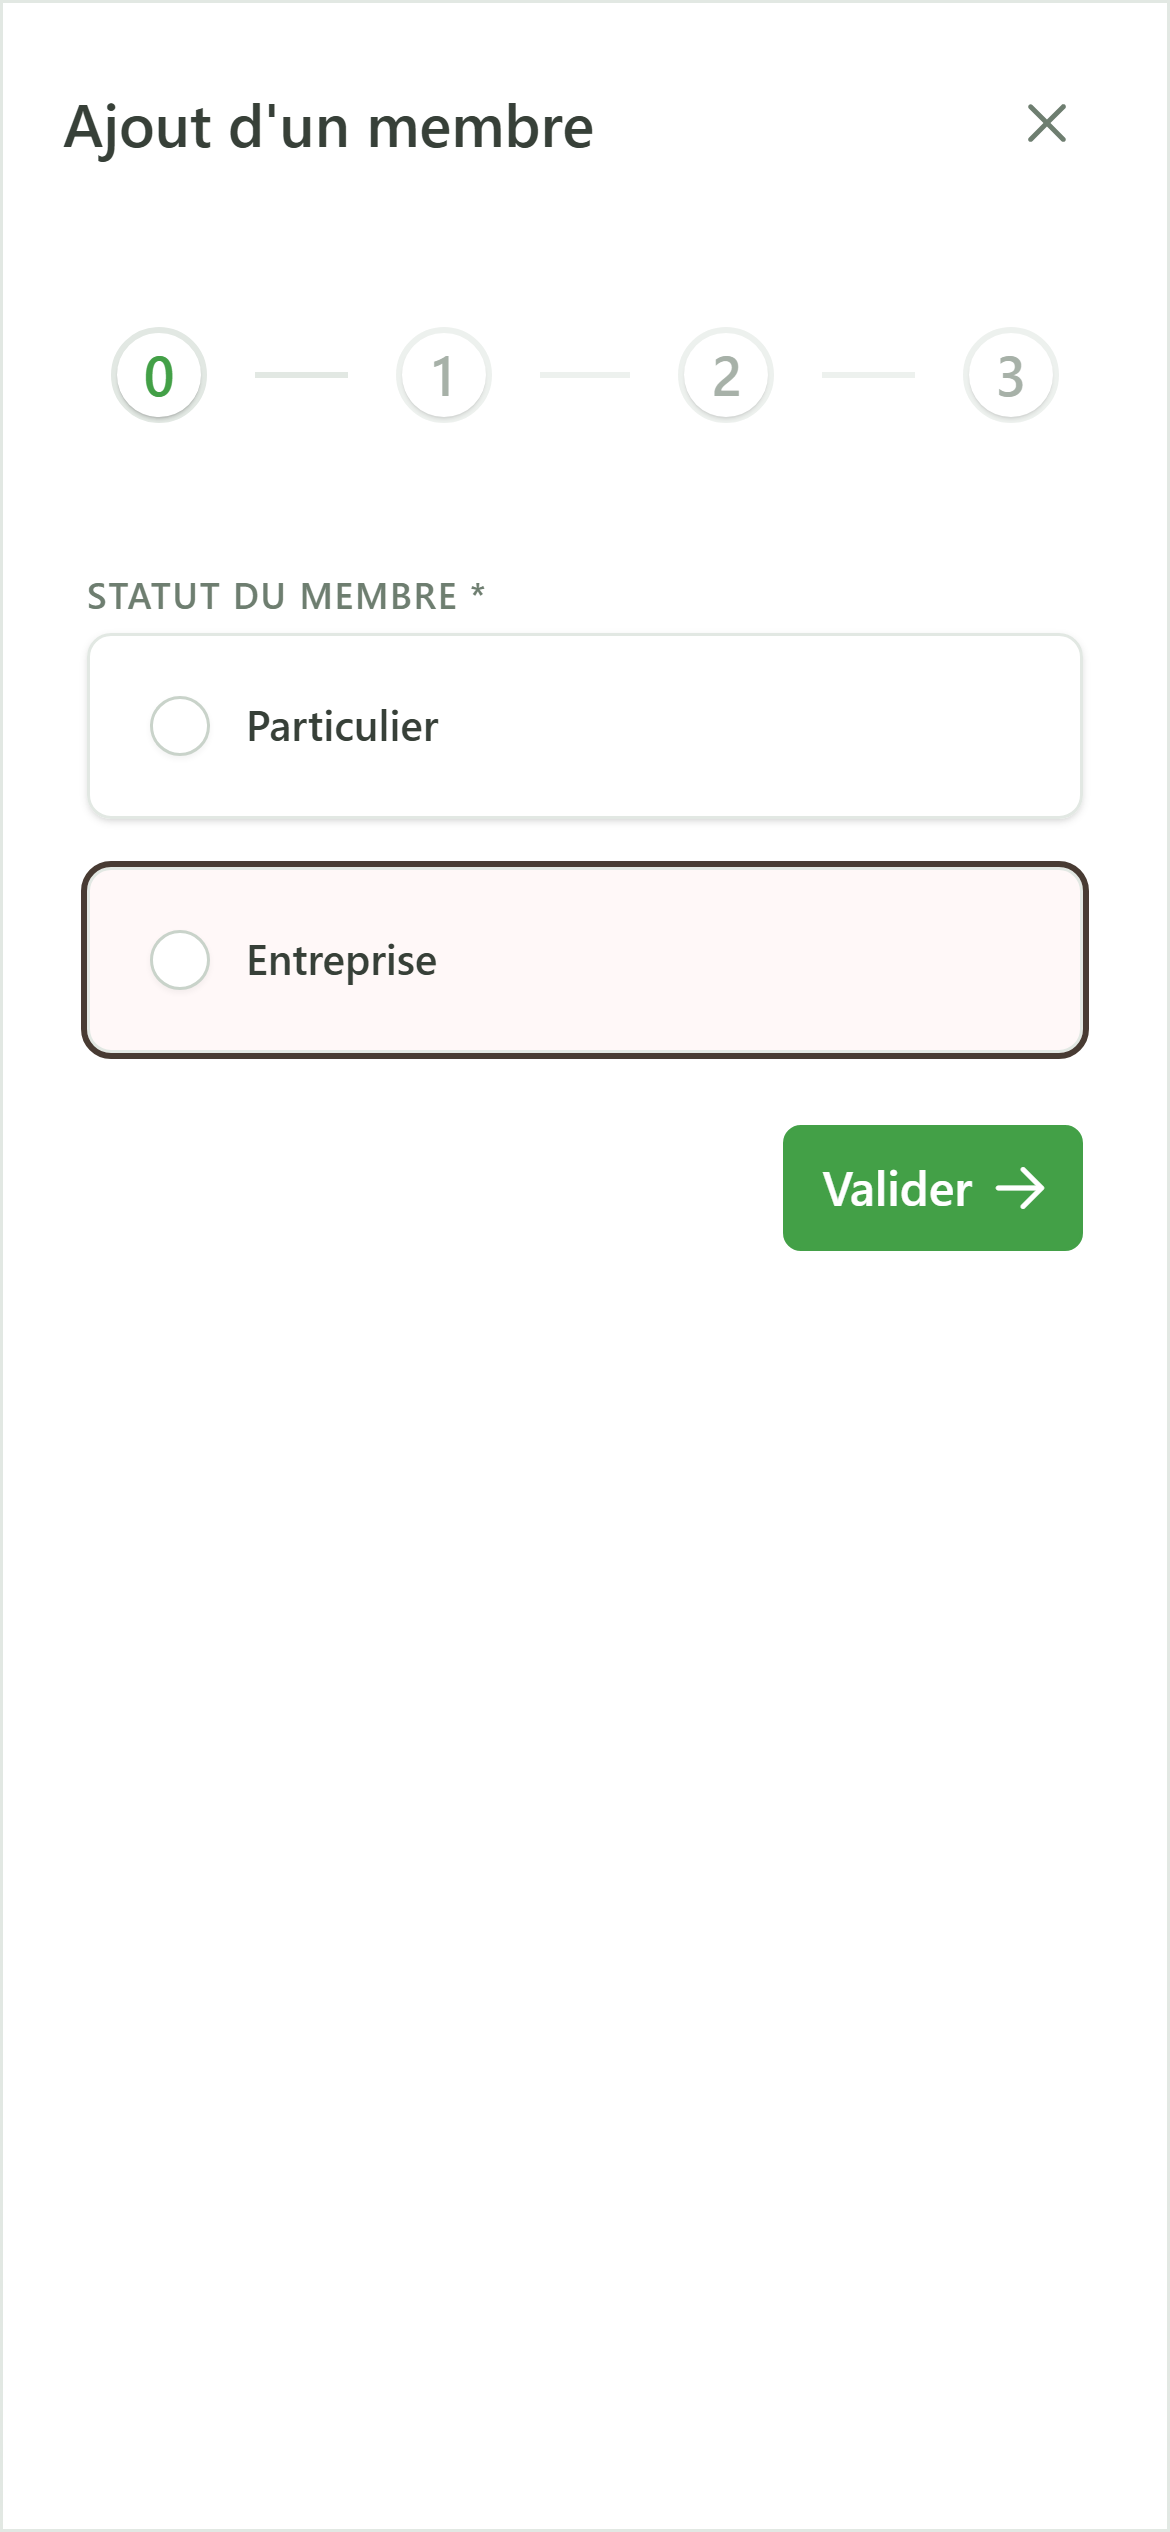 Ajout d'un membre
0 1 2 3
STATUT DU MEMBRE *
Particulier
Entreprise
Valider